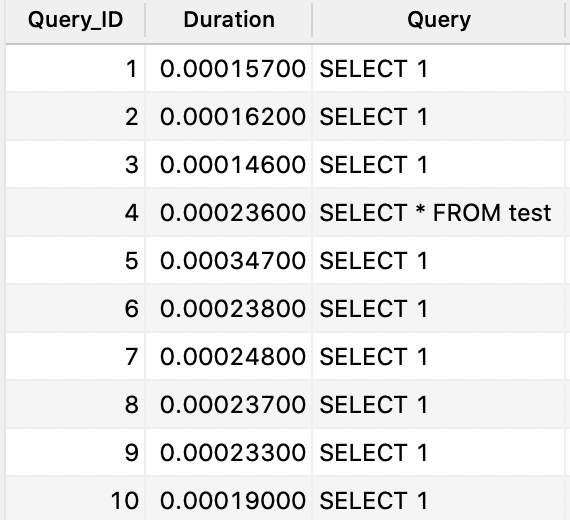 Query_ID Duration Query
1 0.00015700 SELECT 1
2 0.00016200 SELECT 1
3 0.00014600 SELECT 1
4 0.00023600 SELECT * FROM test
5 0.00034700 SELECT 1
6 0.00023800 SELECT 1
7 0.00024800 SELECT 1
8 0.00023700 SELECT 1
9 0.00023300 SELECT 1
10 0.00019000 SELECT 1